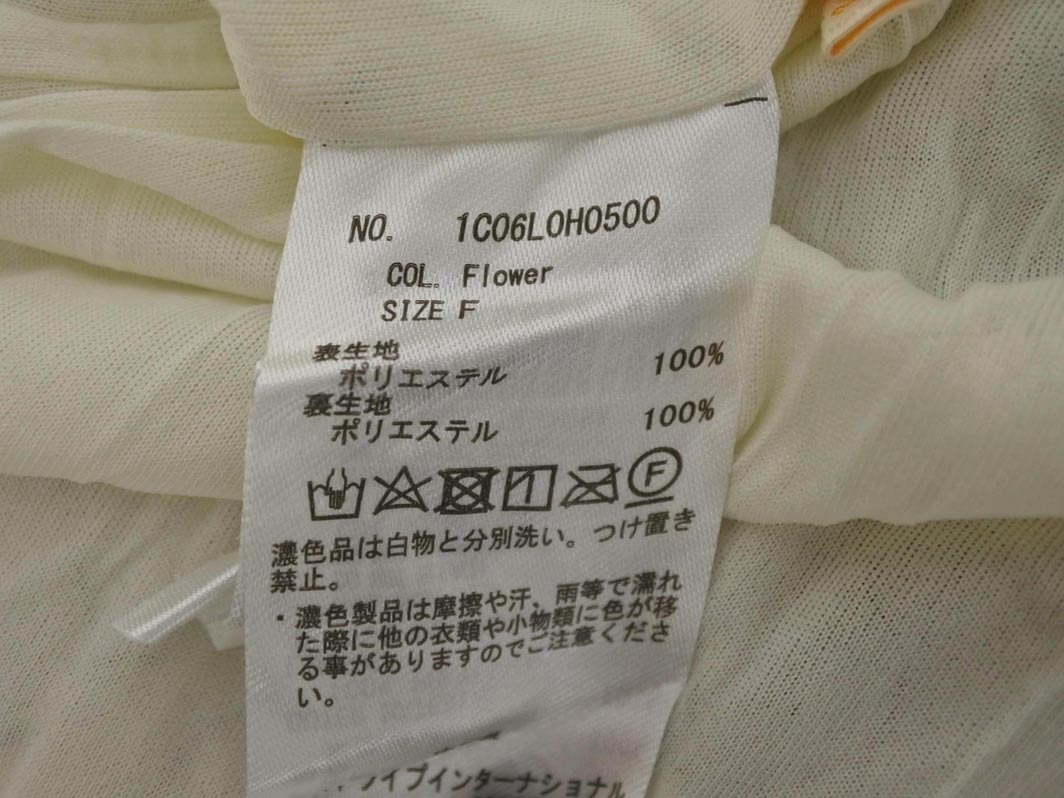 NO. 1C06L0H0500
COL. Flower
SIZE F
表生地
ポリエステル 100%
裏生地
ポリエステル 100%
F
濃色品は白物と分別洗い。つけ置き
禁止。
・濃色製品は摩擦や汗、雨等で濡れ
た際に他の衣類や小物類に色が移
る事がありますのでご注意くださ
い。
イブインターナショナル